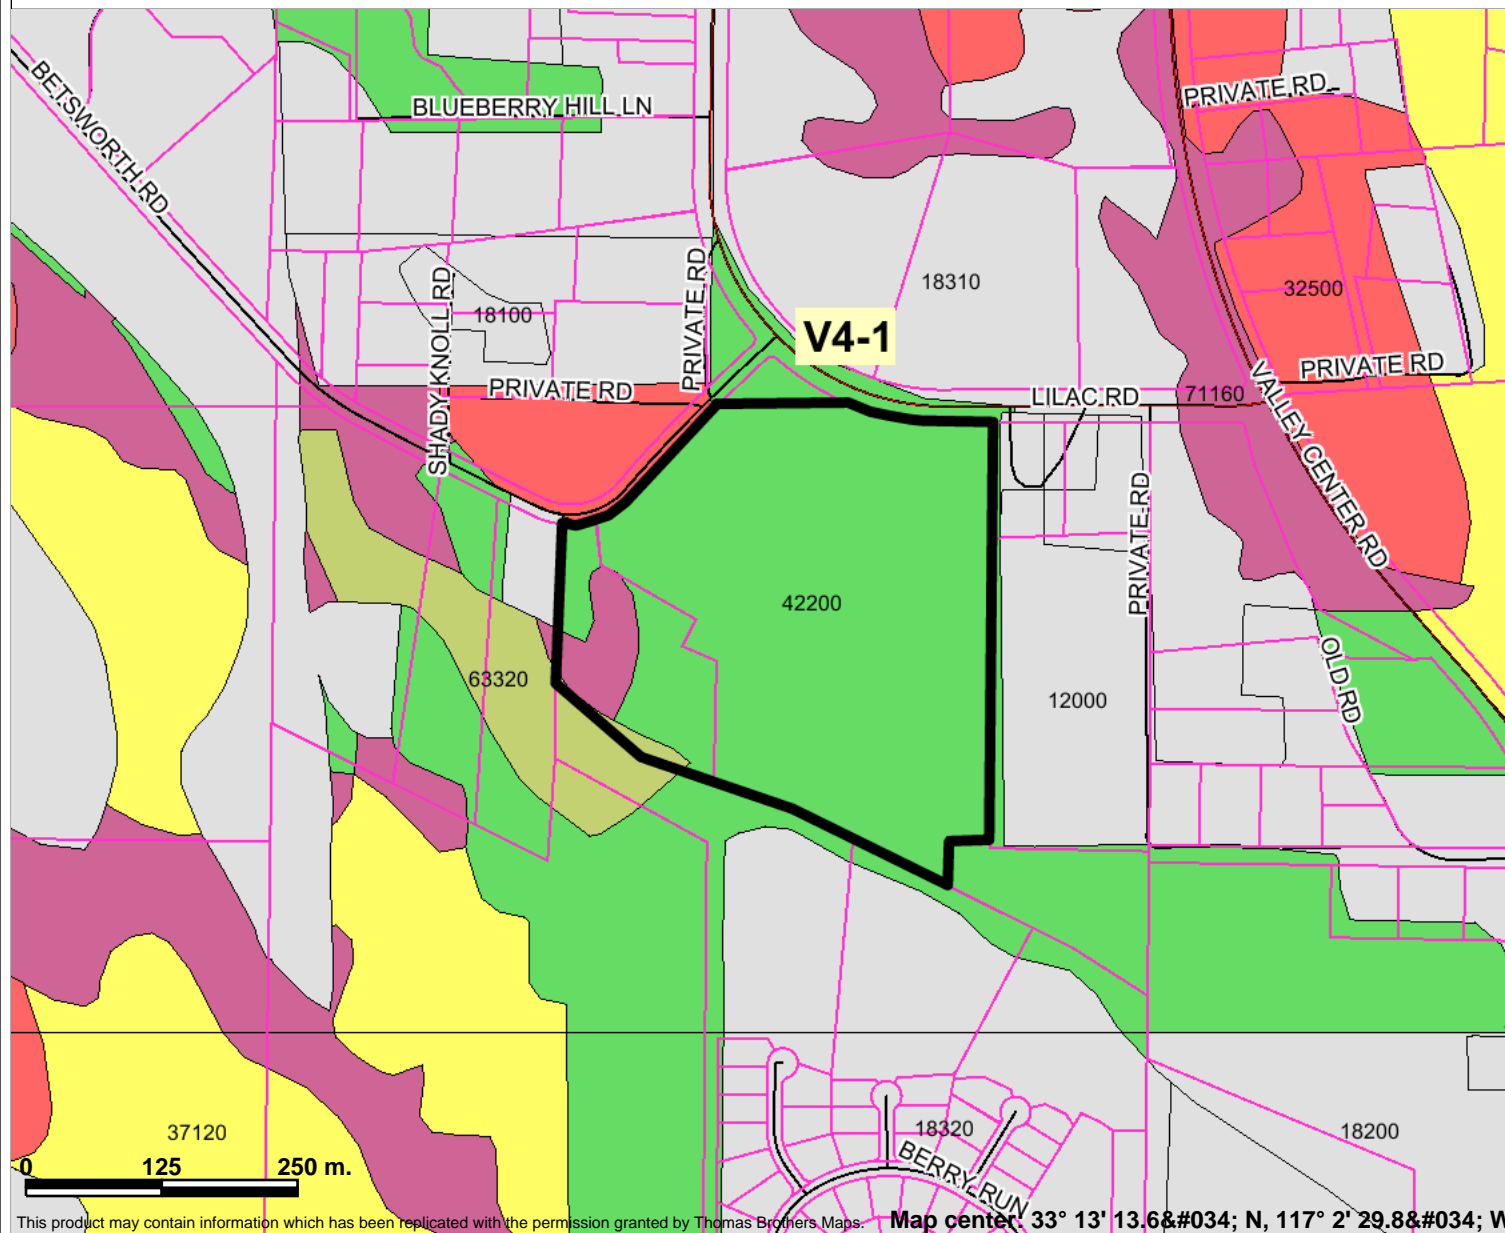 BETSWORTH RD
BLUEBERRY HILL LN
PRIVATE RD
SHADY KNOLL RD
18100
PRIVATE RD
18310
32500
V4-1
PRIVATE RD
PRIVATE RD
LILAC RD
71160
VALLEY CENTER RD
PRIVATE RD
42200
63320
12000
OLD RD
37120
18320
18200
BERRY RUN
0 125 250 m.
This product may contain information which has been replicated with the permission granted by Thomas Brothers Maps.
Map center: 33° 13' 13.6&#034; N, 117° 2' 29.8&#034; W